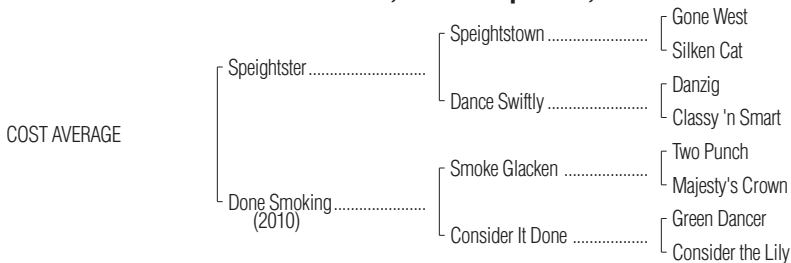 Gone West
Speightstown ....................
Silken Cat
Speightster.......................
Danzig
Dance Swiftly ....................
Classy 'n Smart
COST AVERAGE
Two Punch
Smoke Glacken .................
Majesty's Crown
Done Smoking..................
(2010)
Green Dancer
Consider It Done ...............
Consider the Lily